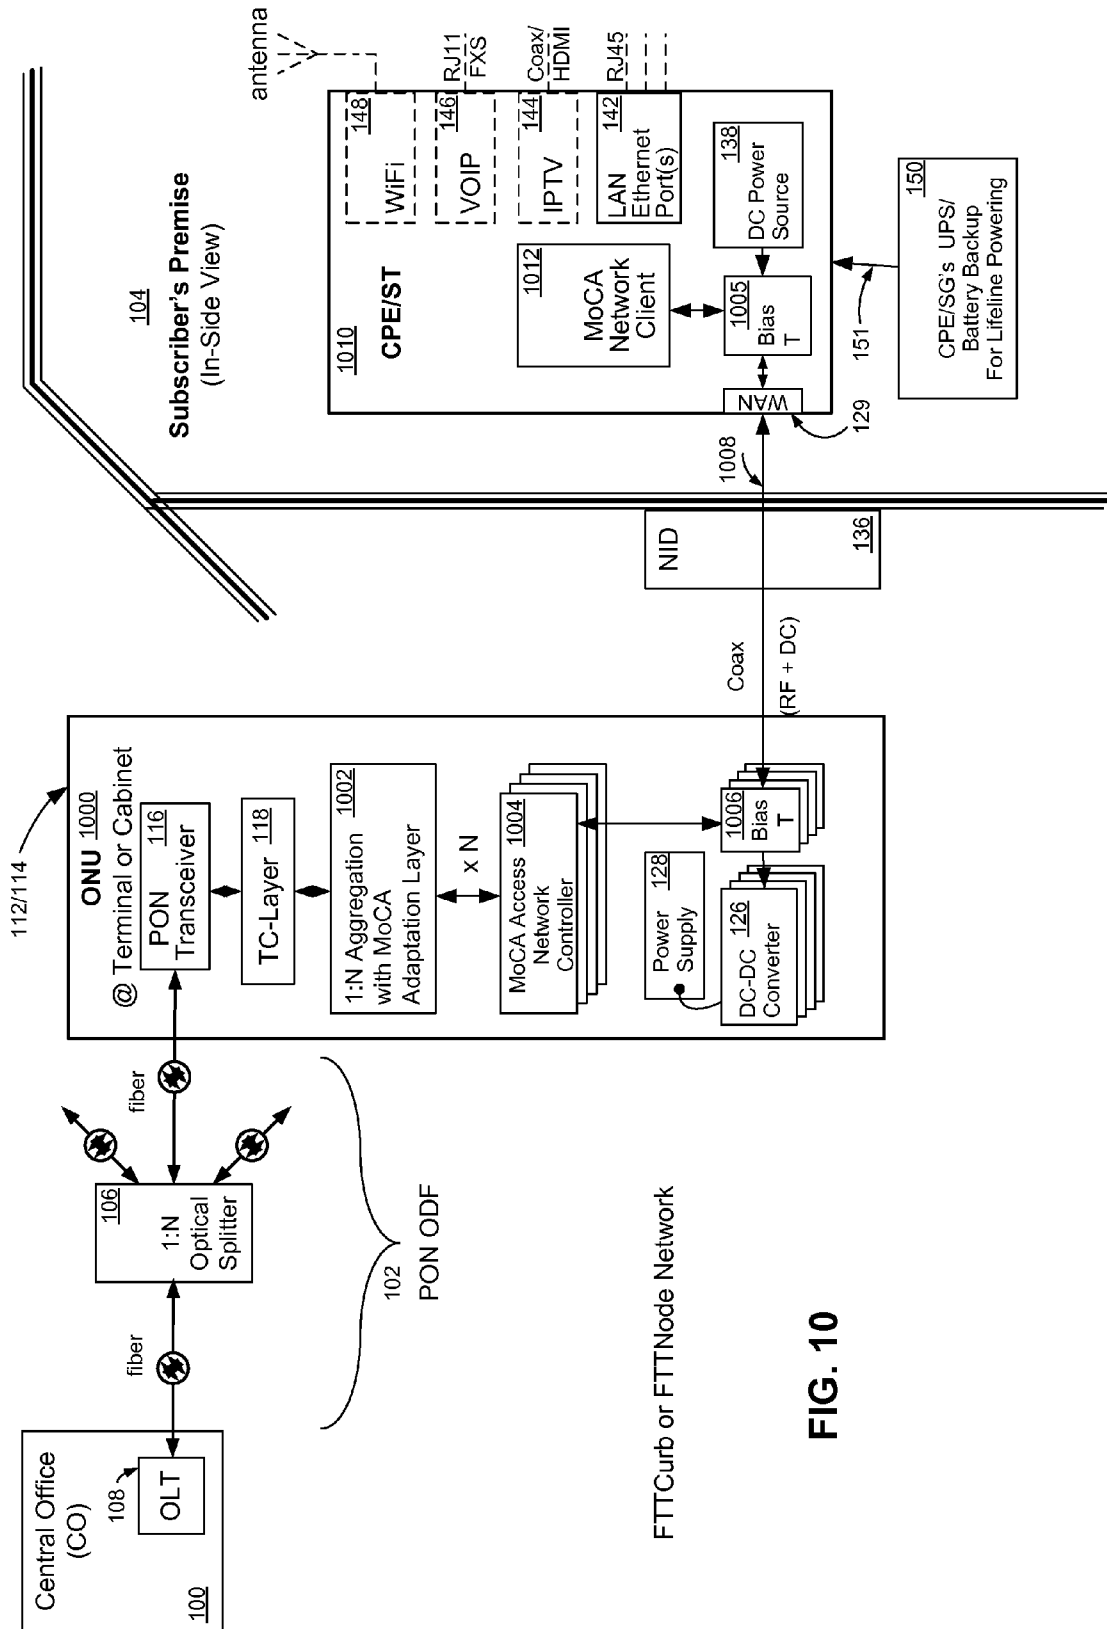 Central Office
(CO)
108
OLT
100
fiber
106
1:N
Optical
Splitter
fiber
102
PON ODF
112/114
ONU 1000
@ Terminal or Cabinet
PON 116
Transceiver
TC-Layer 118
1002
1:N Aggregation
with MoCA
Adaptation Layer
x N
MoCA Access 1004
Network
Controller
128
Power
Supply
DC-DC 126
Converter
1006
Bias
T
Coax
(RF + DC)
NID
136
1008
104
Subscriber's Premise
(In-Side View)
1010
CPE/ST
WAN
129
1005
Bias
T
1012
MoCA
Network
Client
138
DC Power
Source
WiFi 148
antenna
VOIP 146
RJ11
FXS
IPTV 144
Coax/
HDMI
LAN 142
Ethernet
Port(s)
RJ45
151
150
CPE/SG's UPS/
Battery Backup
For Lifeline Powering
FTTCurb or FTTNode Network
FIG. 10